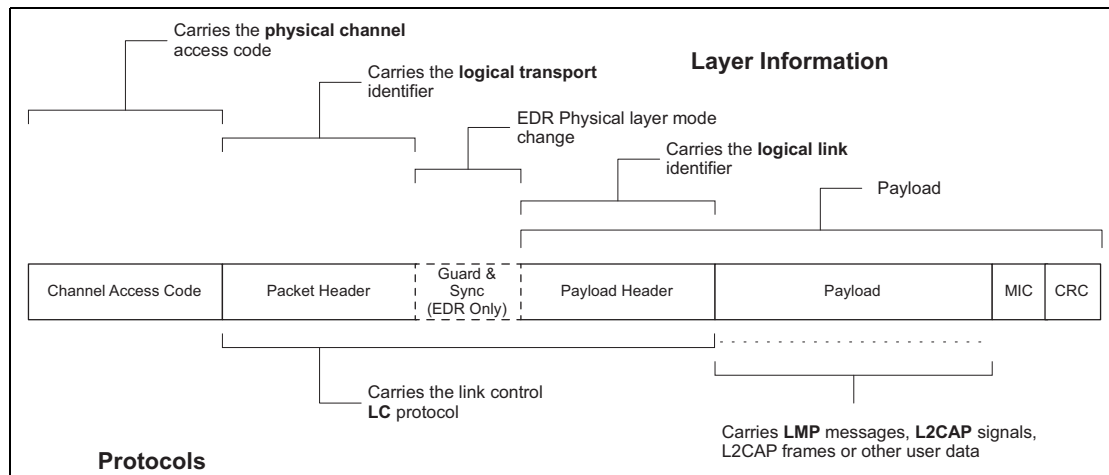 Carries the physical channel
access code
Layer Information
Carries the logical transport
identifier
EDR Physical layer mode
change
Carries the logical link
identifier
Payload
Channel Access Code
Packet Header
Guard &
Sync
(EDR Only)
Payload Header
Payload
MIC
CRC
Carries the link control
LC protocol
Carries LMP messages, L2CAP signals,
L2CAP frames or other user data
Protocols